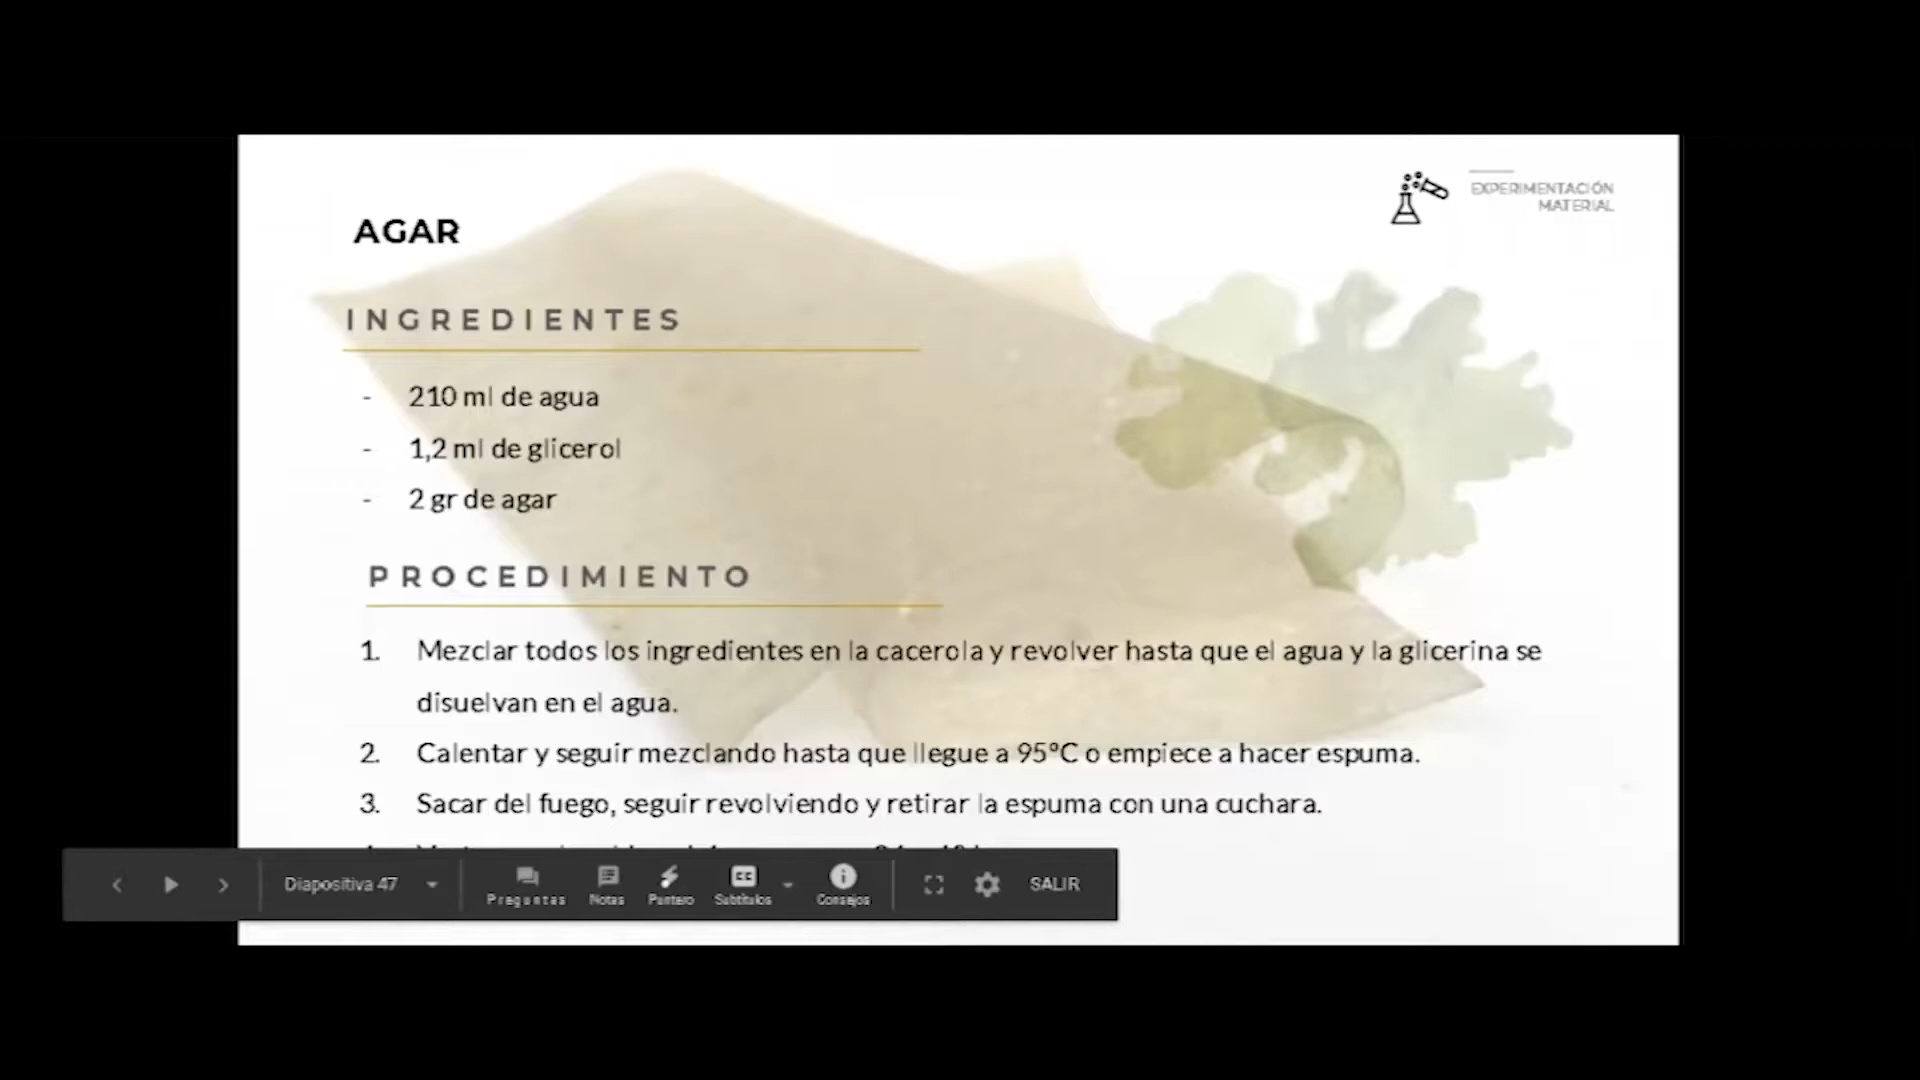 EXPERIMENTACIÓN
MATERIAL
AGAR
INGREDIENTES
- 210 ml de agua
- 1,2 ml de glicerol
- 2 gr de agar
PROCEDIMIENTO
1. Mezclar todos los ingredientes en la cacerola y revolver hasta que el agua y la glicerina se
disuelvan en el agua.
2. Calentar y seguir mezclando hasta que llegue a 95°C o empiece a hacer espuma.
3. Sacar del fuego, seguir revolviendo y retirar la espuma con una cuchara.
Diapositiva 47
Preguntas
Notas
Puntero
Subtítulos
Consejos
SALIR